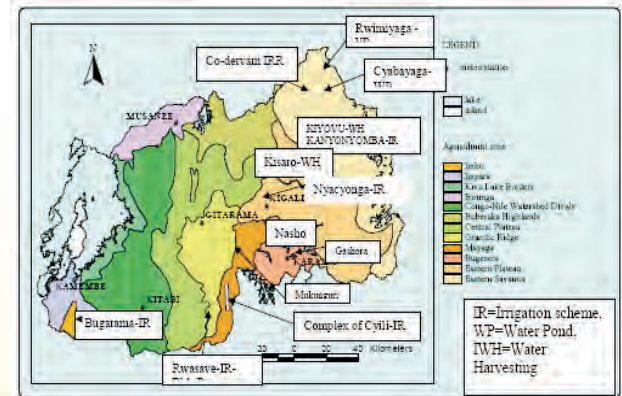 Rwimiyaga -
Co-dervam IRR
Cyabayaga-
LEGEND
N
meteostation
MUSANZE
lake
island
KIYOVU-WH
KANYONYOMBA-IR
Kisaro-WH
Agricultural zone
Imbo
Impara
Kivu Lake Borders
Birunga
Congo-Nile Watershed Divide
Buberuka Highlands
Central Plateau
Granitic Ridge
Mayaga
Bugesera
Eastern Plateau
Eastern Savanna
Nyacyonga-IR
KIGALI
GITARAMA
Nasho
Gashora
KARA
KAMEMBE
KITABI
Mukunguri
Bugarama-IR
Complex of Cyili-IR
IR=Irrigation scheme,
WP=Water Pond,
IWH=Water
Harvesting
20 0 20 40 Kilometers
Rwasave-IR-